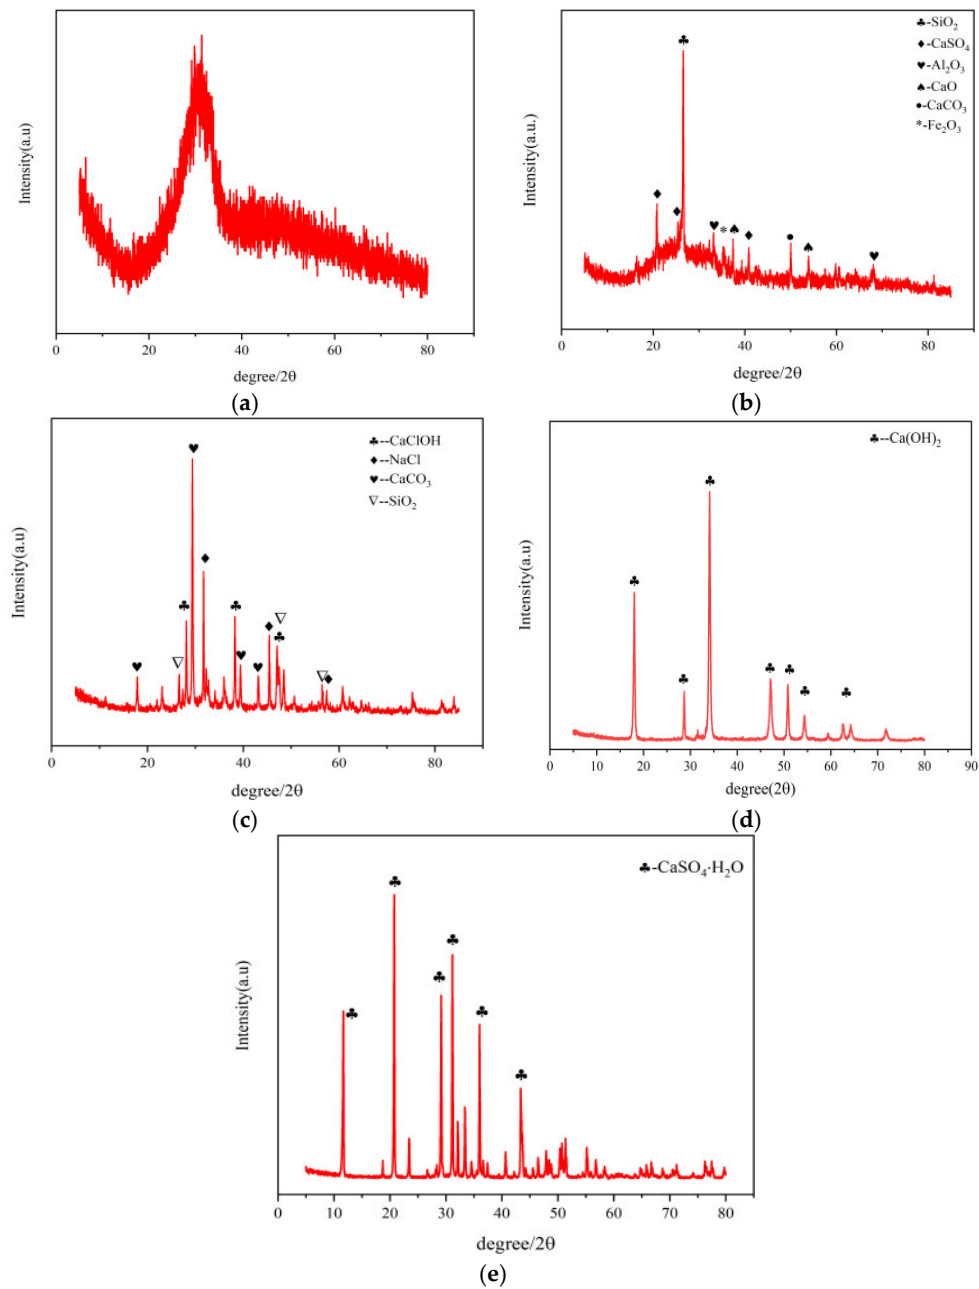 Intensity(a.u)
0 20 40 60 80
degree/2θ
(a)
♣-SiO₂
♦-CaSO₄
♥-Al₂O₃
♠-CaO
●-CaCO₃
*-Fe₂O₃
Intensity(a.u.)
0 20 40 60 80
degree/2θ
(b)
♣--CaClOH
♦--NaCl
♥--CaCO₃
▽--SiO₂
Intensity(a.u)
0 20 40 60 80
degree/2θ
(c)
♣--Ca(OH)₂
Intensity(a.u)
0 10 20 30 40 50 60 70 80 90
degree(2θ)
(d)
♣-CaSO₄·H₂O
Intensity(a.u)
0 10 20 30 40 50 60 70 80
degree/2θ
(e)